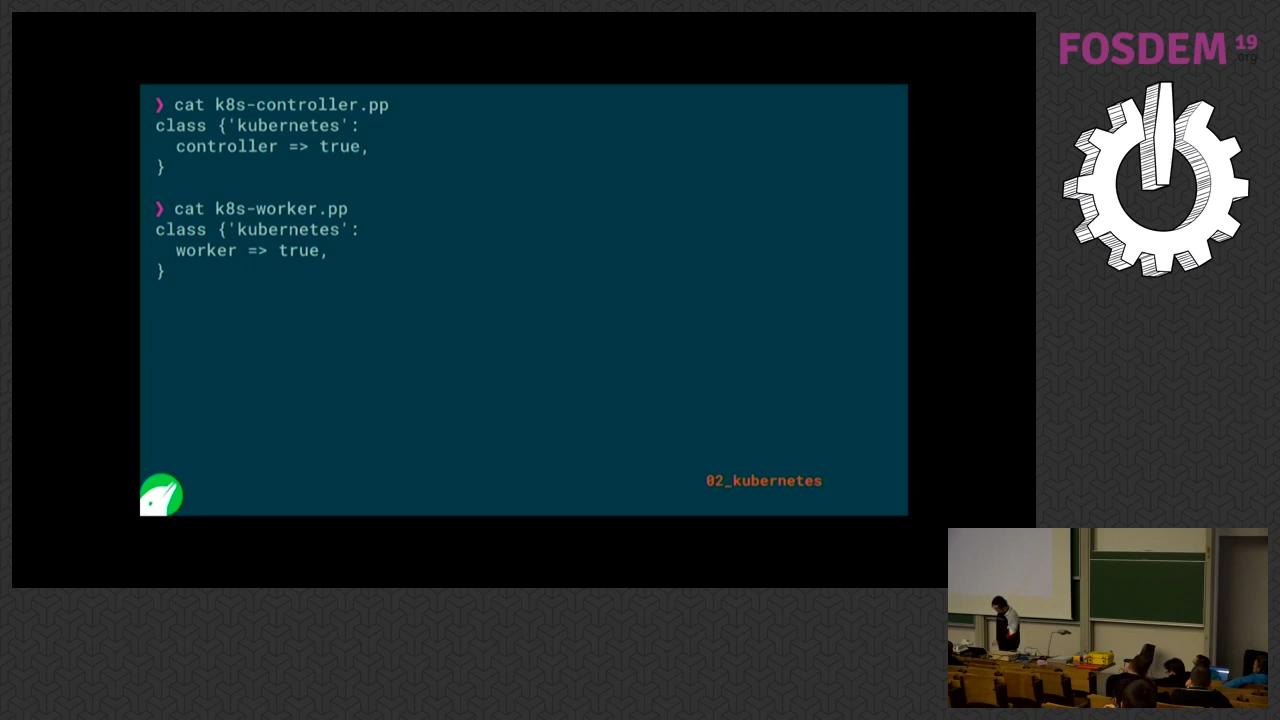 ❯ cat k8s-controller.pp
class {'kubernetes':
  controller => true,
}
❯ cat k8s-worker.pp
class {'kubernetes':
  worker => true,
}
02_kubernetes
FOSDEM 19
.org